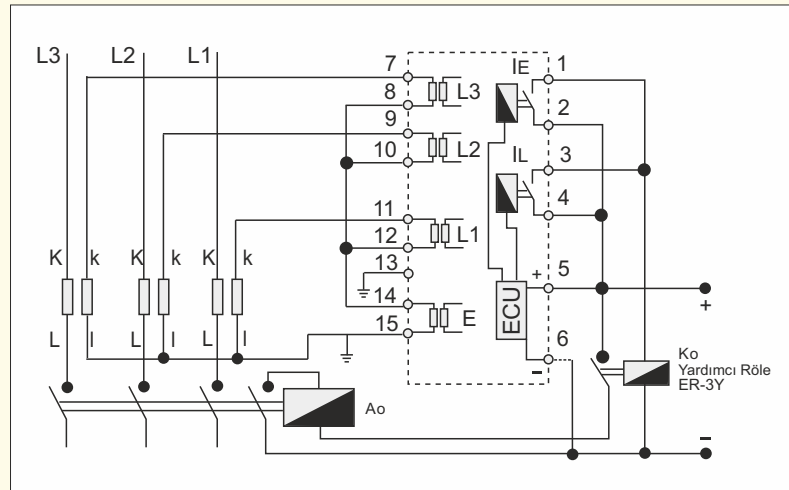 L3 L2 L1
7
8
9
10
11
12
13
14
15
L3
L2
L1
E
IE
IL
ECU
+
-
1
2
3
4
5
6
K k K k K k
L l L l L l
Ao
+
Ko
Yardımcı Röle
ER-3Y
-